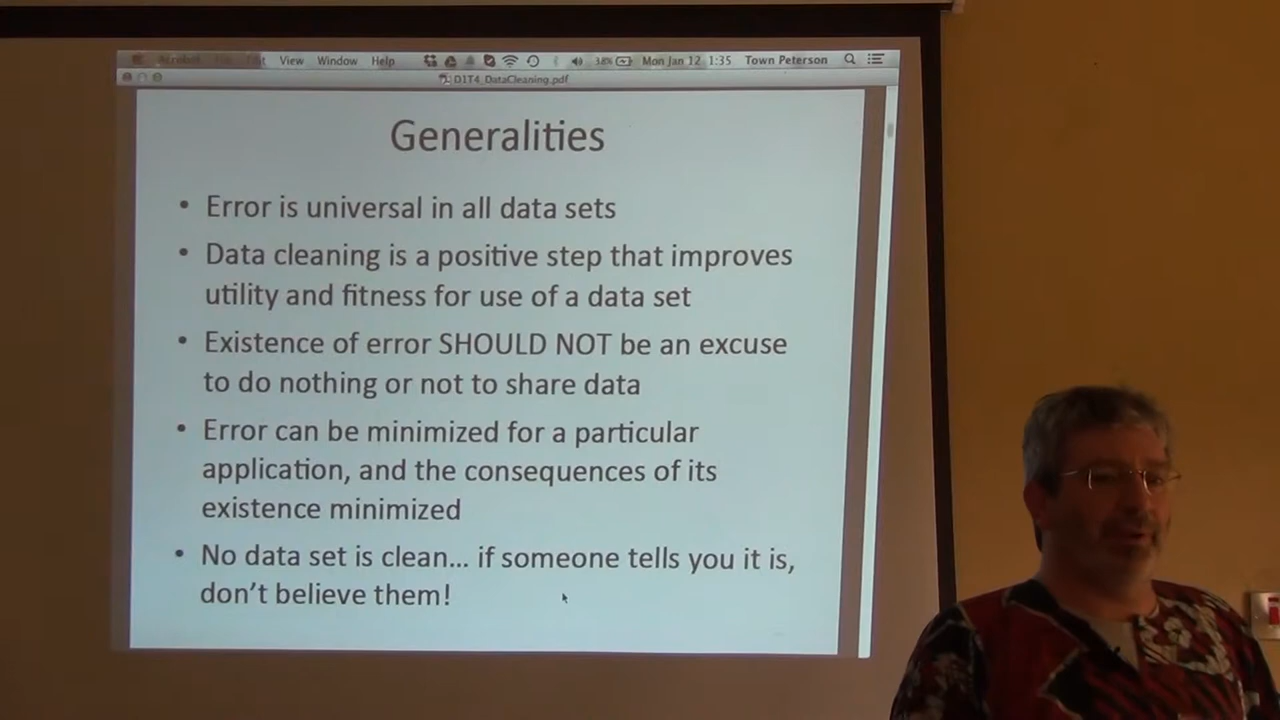 Acrobat View Window Help 38% Mon Jan 12 1:35 Town Peterson
D1T4_DataCleaning.pdf
Generalities
• Error is universal in all data sets
• Data cleaning is a positive step that improves
utility and fitness for use of a data set
• Existence of error SHOULD NOT be an excuse
to do nothing or not to share data
• Error can be minimized for a particular
application, and the consequences of its
existence minimized
• No data set is clean... if someone tells you it is,
don't believe them!